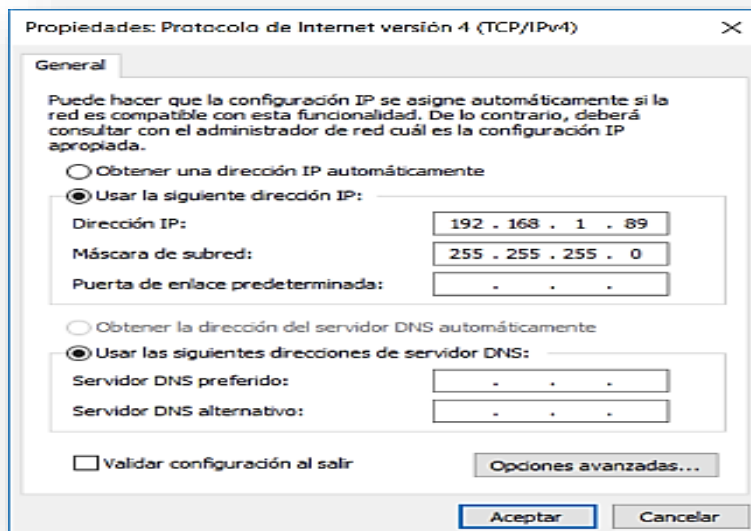 Propiedades: Protocolo de Internet versión 4 (TCP/IPv4)
General
Puede hacer que la configuración IP se asigne automáticamente si la
red es compatible con esta funcionalidad. De lo contrario, deberá
consultar con el administrador de red cuál es la configuración IP
apropiada.
Obtener una dirección IP automáticamente
Usar la siguiente dirección IP:
Dirección IP: 192 . 168 . 1 . 89
Máscara de subred: 255 . 255 . 255 . 0
Puerta de enlace predeterminada: . . .
Obtener la dirección del servidor DNS automáticamente
Usar las siguientes direcciones de servidor DNS:
Servidor DNS preferido: . . .
Servidor DNS alternativo: . . .
Validar configuración al salir Opciones avanzadas...
Aceptar Cancelar